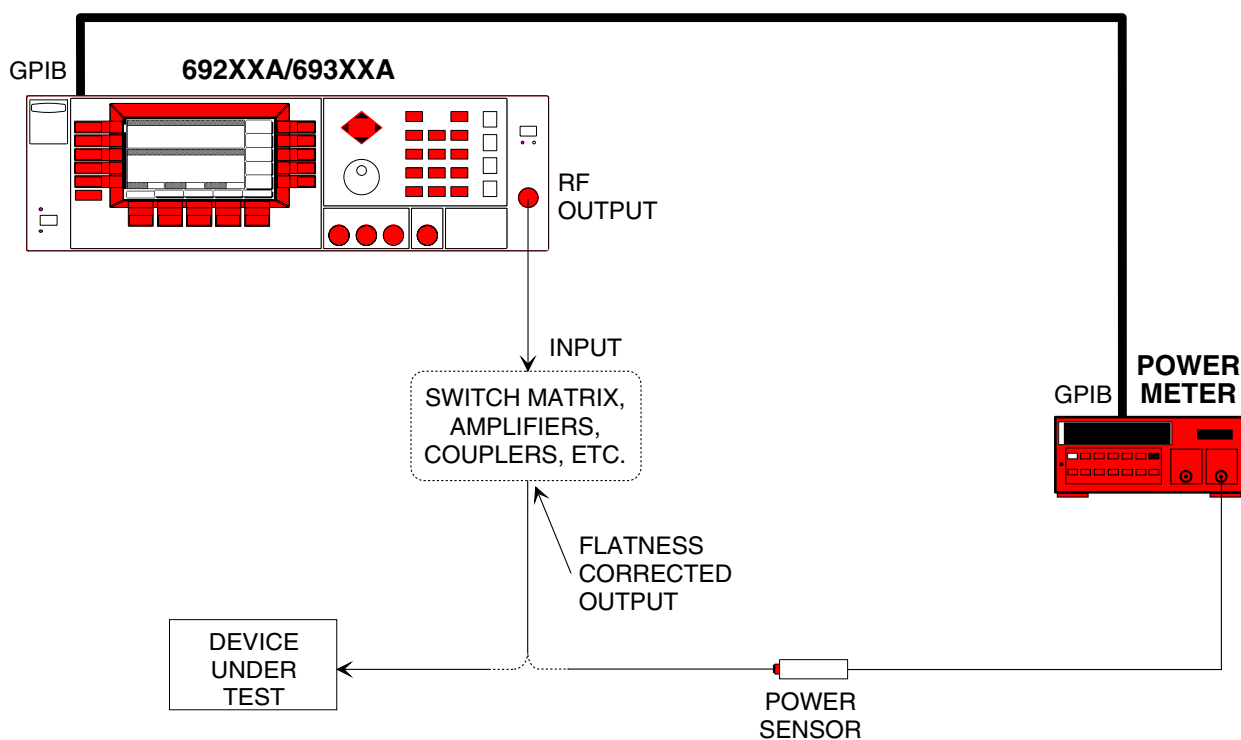 GPIB
692XXA/693XXA
RF
OUTPUT
INPUT
SWITCH MATRIX,
AMPLIFIERS,
COUPLERS, ETC.
GPIB
POWER
METER
FLATNESS
CORRECTED
OUTPUT
DEVICE
UNDER
TEST
POWER
SENSOR